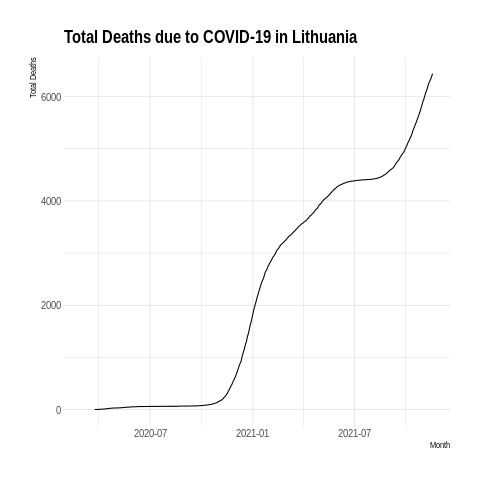 Total Deaths due to COVID-19 in Lithuania
Total Deaths
6000
4000
2000
0
2020-07 2021-01 2021-07
Month